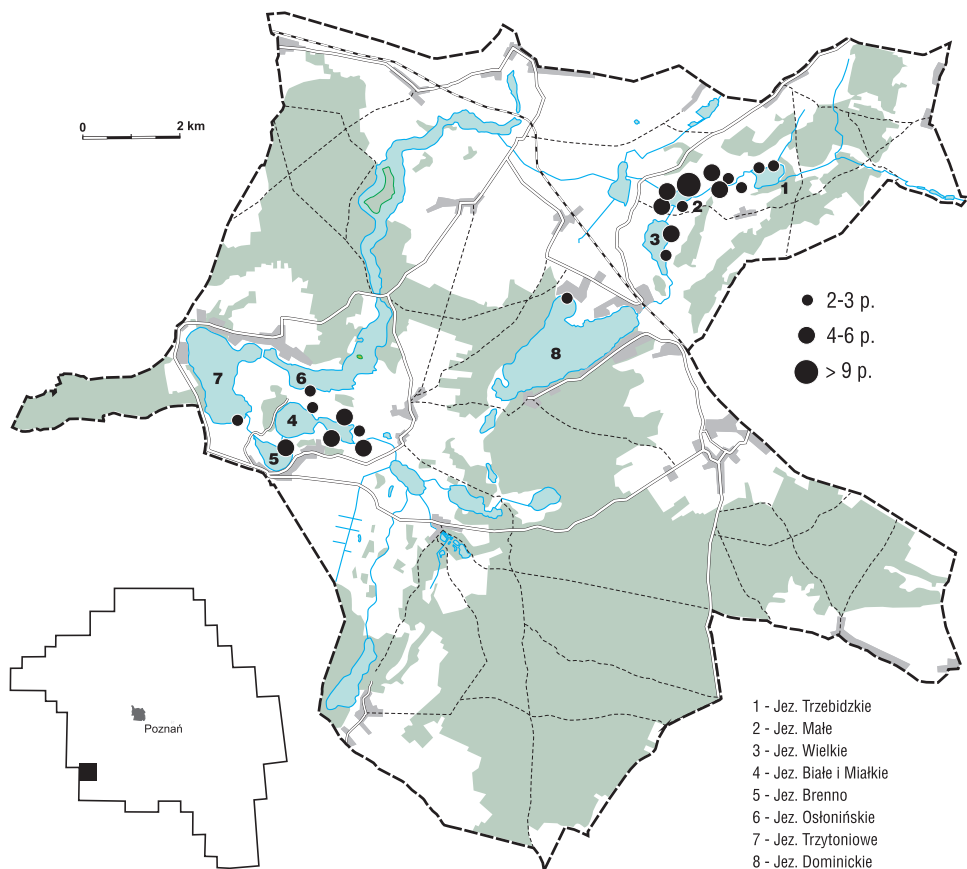 0 2 km
1
2
3
2-3 p.
4-6 p.
> 9 p.
8
7
6
4
5
Poznań
1 - Jez. Trzebidzkie
2 - Jez. Małe
3 - Jez. Wielkie
4 - Jez. Białe i Miałkie
5 - Jez. Brenno
6 - Jez. Osłonińskie
7 - Jez. Trzytoniowe
8 - Jez. Dominickie